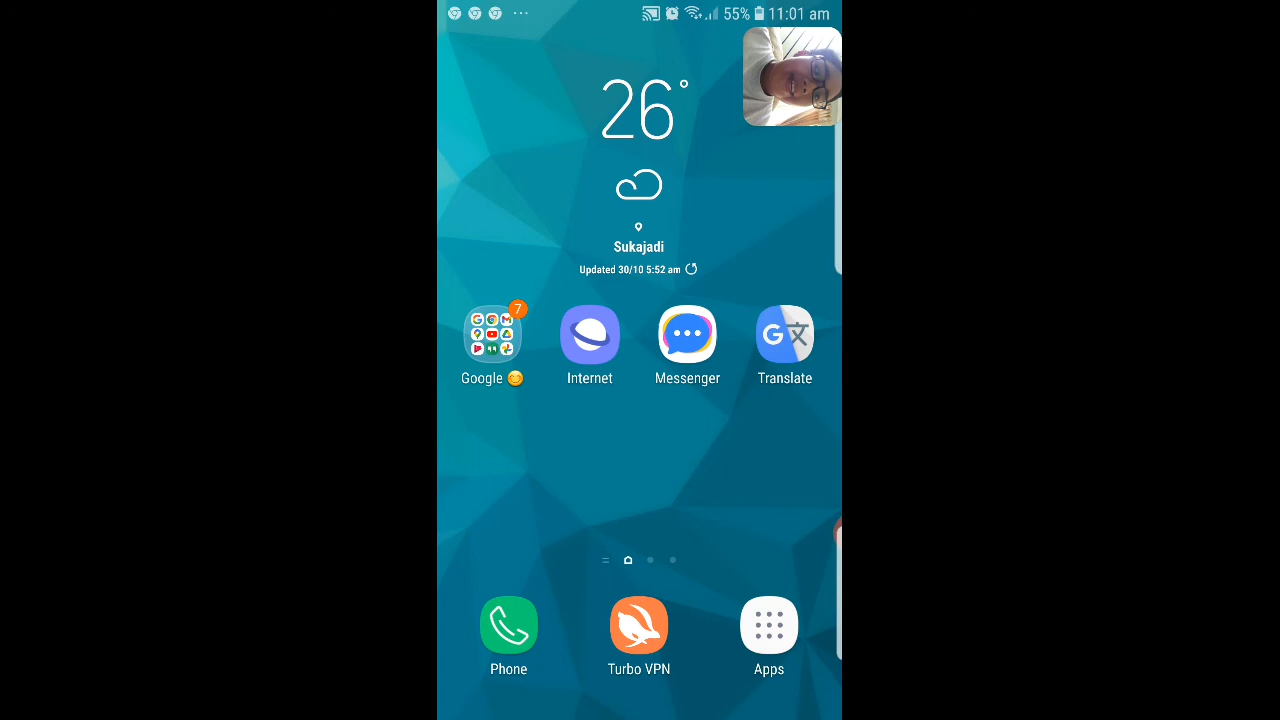 55% 11:01 am
26°
Sukajadi
Updated 30/10 5:52 am
7
Google 😊 Internet Messenger Translate
Phone Turbo VPN Apps